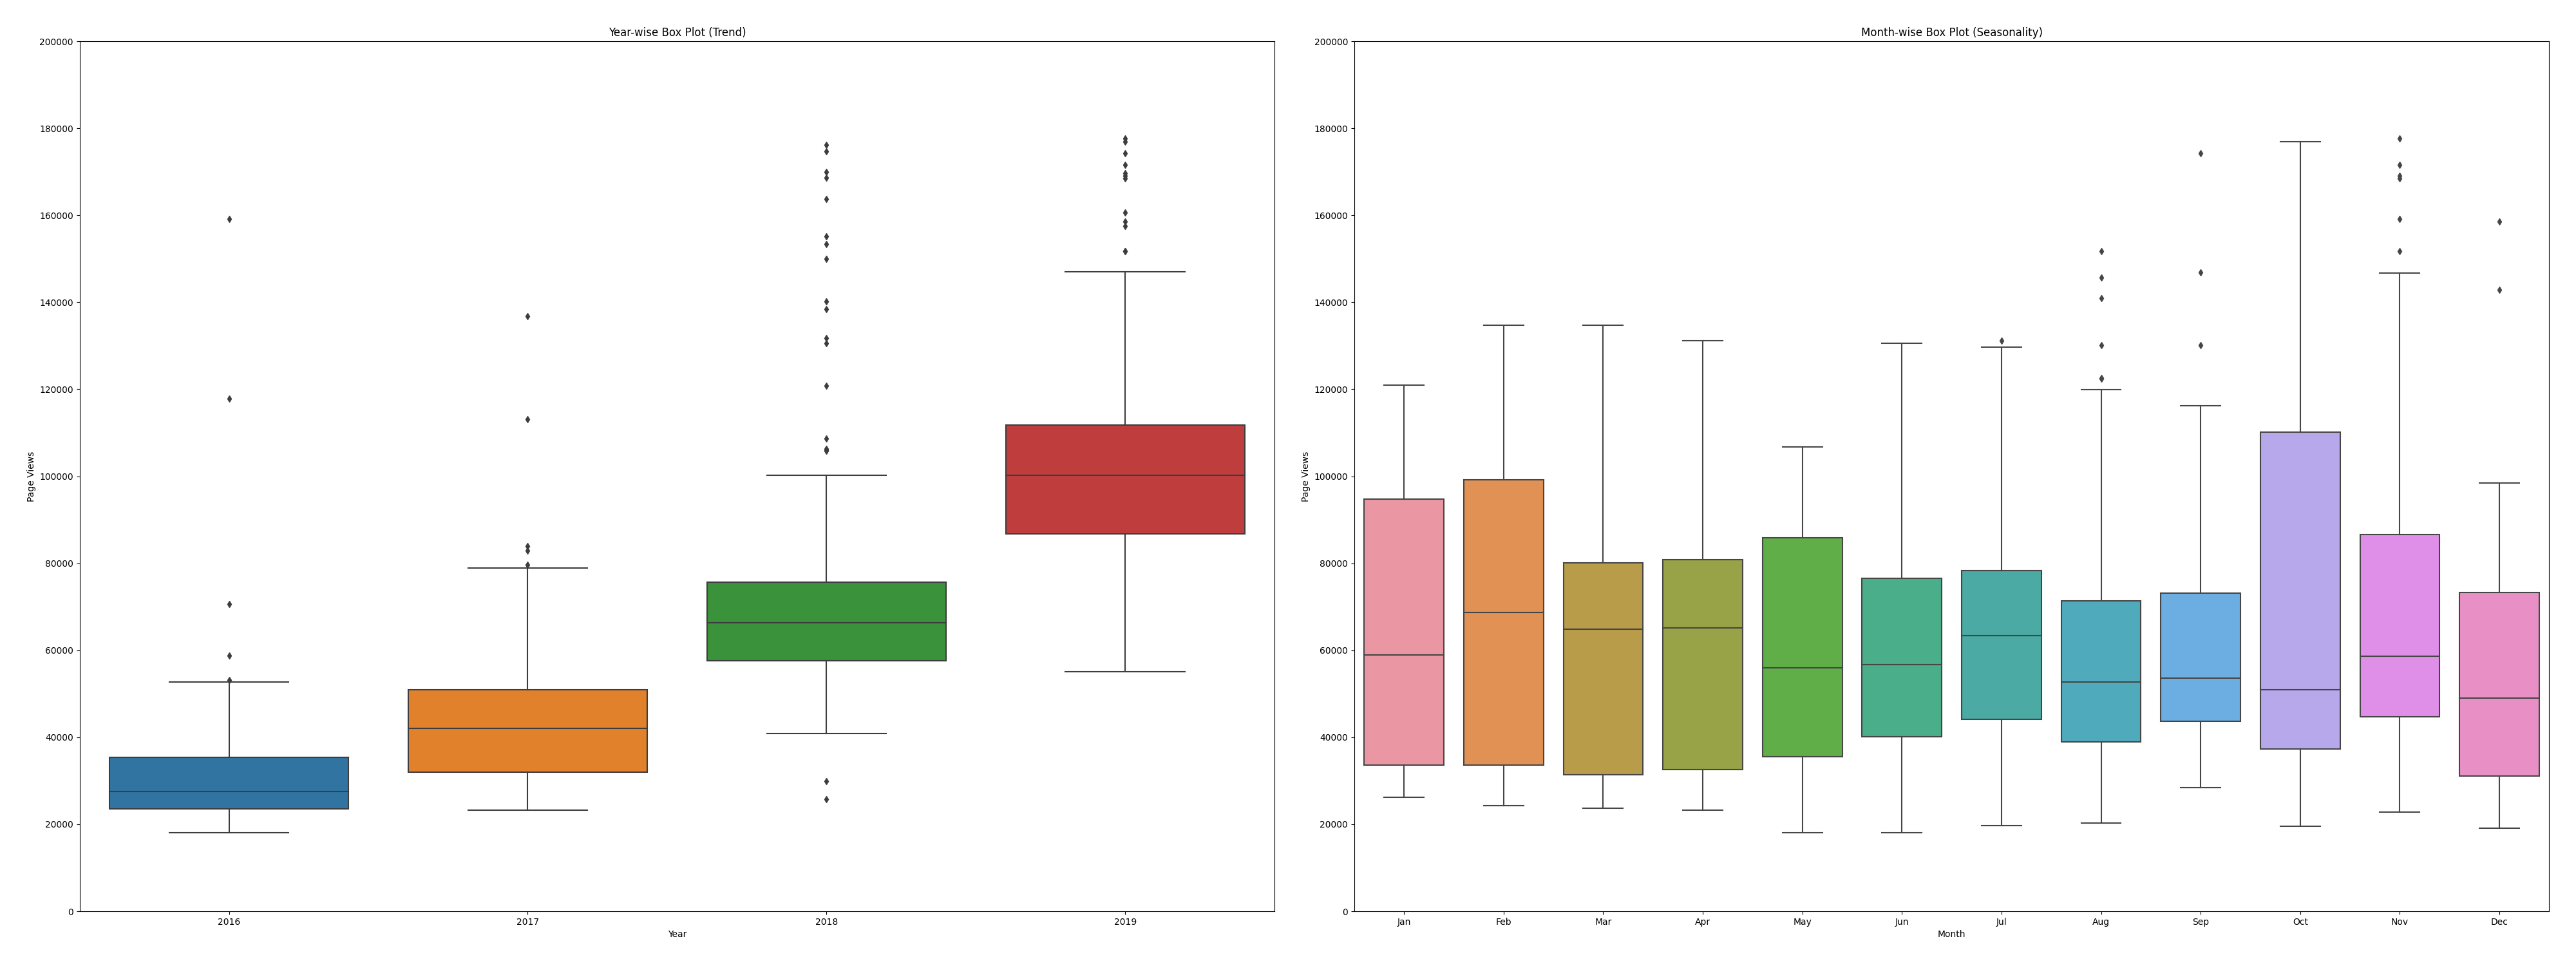 Year-wise Box Plot (Trend)
Page Views
200000
180000
160000
140000
120000
100000
80000
60000
40000
20000
0
2016 2017 2018 2019
Year
Month-wise Box Plot (Seasonality)
Page Views
200000
180000
160000
140000
120000
100000
80000
60000
40000
20000
0
Jan Feb Mar Apr May Jun Jul Aug Sep Oct Nov Dec
Month